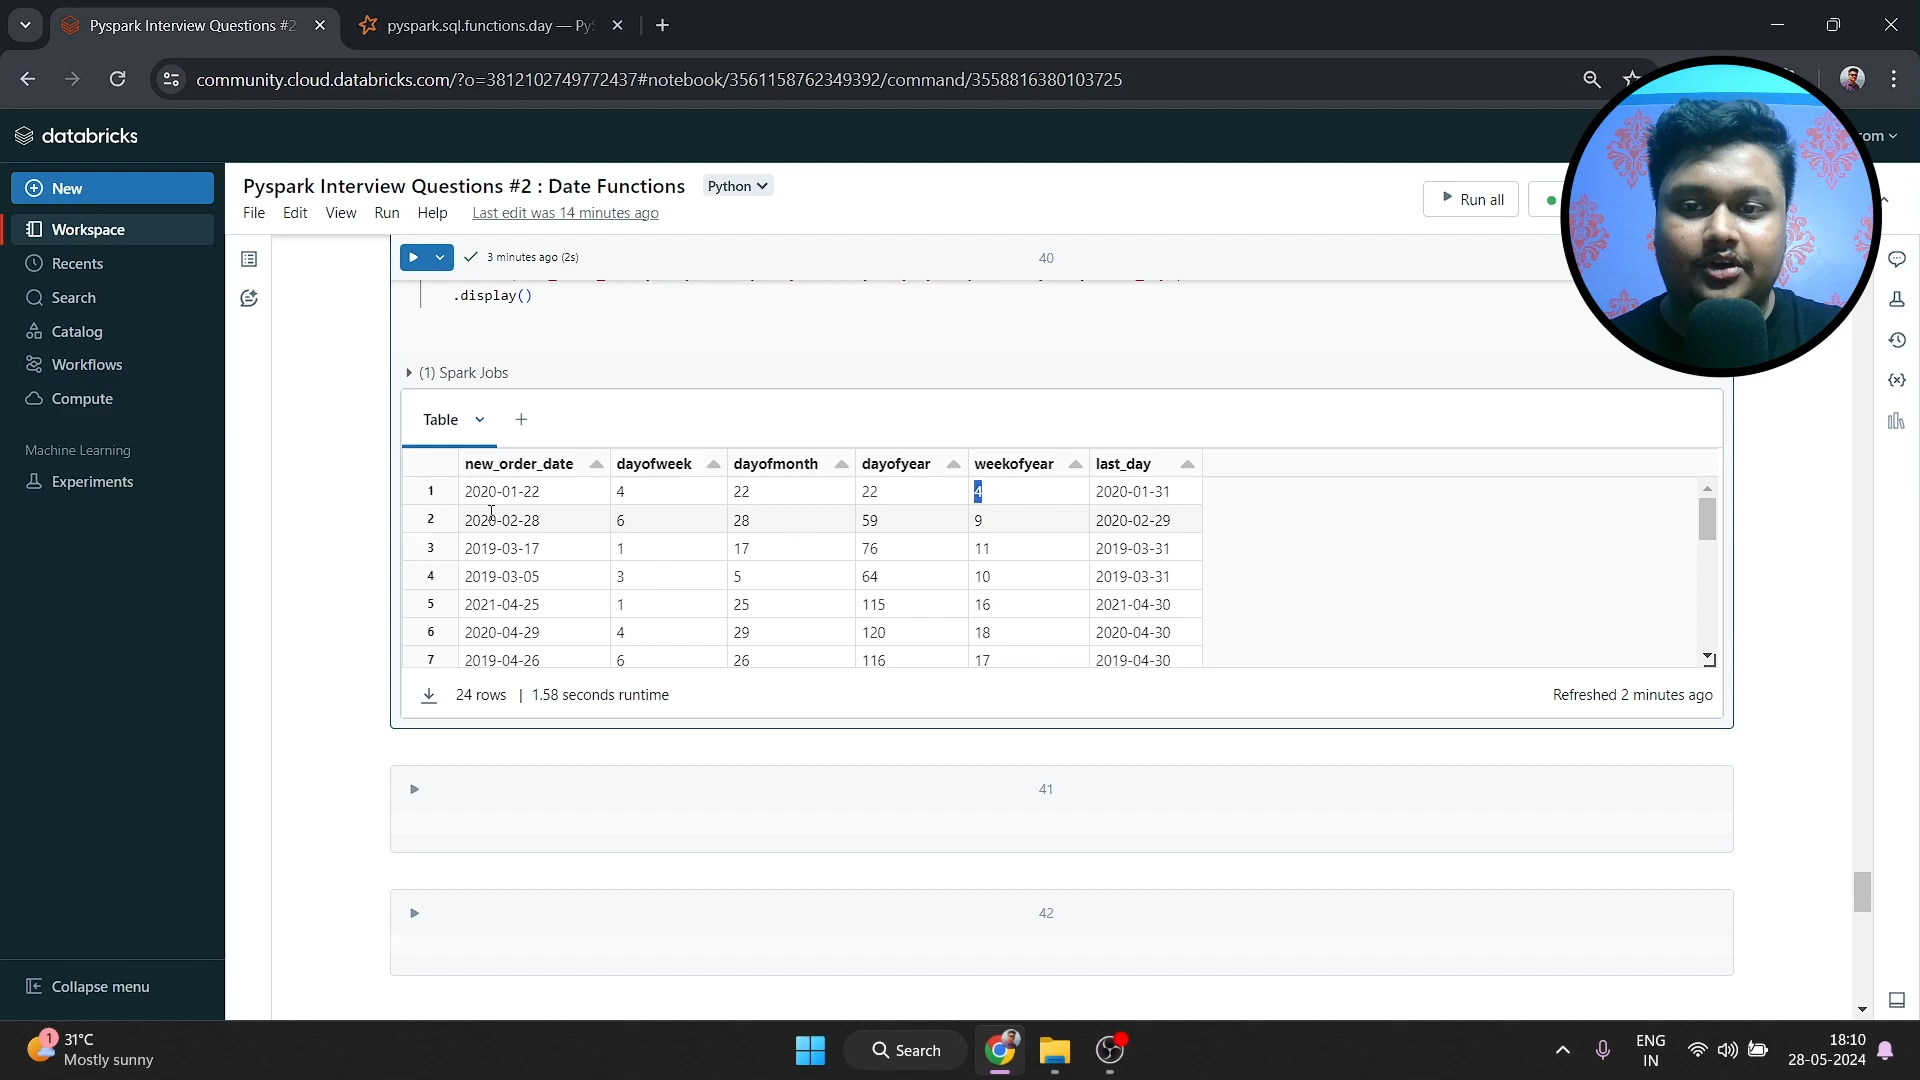 Pyspark Interview Questions #2
pyspark.sql.functions.day — PyS
community.cloud.databricks.com/?o=3812102749772437#notebook/3561158762349392/command/3558816380103725
databricks
om
New
Workspace
Recents
Search
Catalog
Workflows
Compute
Machine Learning
Experiments
Collapse menu
Pyspark Interview Questions #2 : Date Functions
Python
File Edit View Run Help Last edit was 14 minutes ago
Run all
3 minutes ago (2s)
40
.display()
(1) Spark Jobs
Table
new_order_date dayofweek dayofmonth dayofyear weekofyear last_day
1 2020-01-22 4 22 22 4 2020-01-31
2 2020-02-28 6 28 59 9 2020-02-29
3 2019-03-17 1 17 76 11 2019-03-31
4 2019-03-05 3 5 64 10 2019-03-31
5 2021-04-25 1 25 115 16 2021-04-30
6 2020-04-29 4 29 120 18 2020-04-30
7 2019-04-26 6 26 116 17 2019-04-30
24 rows | 1.58 seconds runtime
Refreshed 2 minutes ago
41
42
1
31°C
Mostly sunny
Search
ENG
IN
18:10
28-05-2024